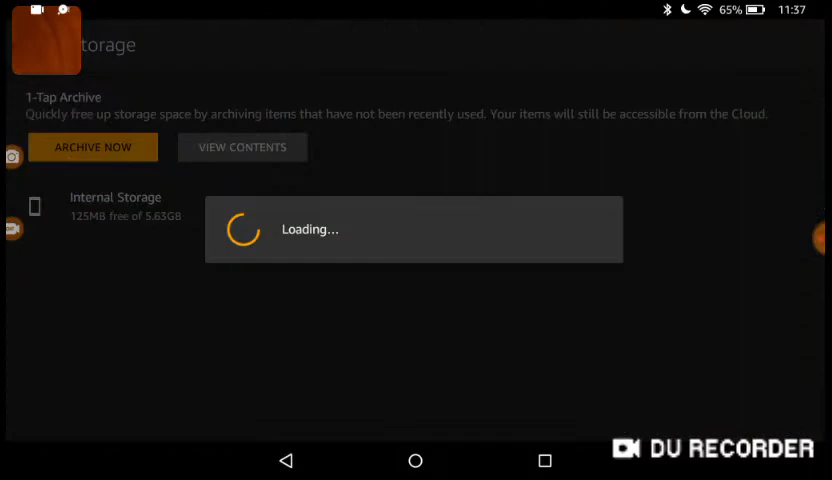 65% 11:37
torage
1-Tap Archive
Quickly free up storage space by archiving items that have not been recently used. Your items will still be accessible from the Cloud.
ARCHIVE NOW VIEW CONTENTS
Internal Storage
125MB free of 5.63GB
Loading...
DU RECORDER